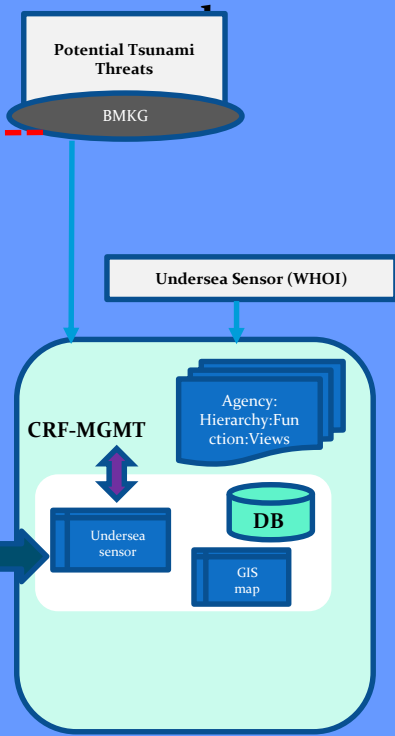 Potential Tsunami
Threats
BMKG
Undersea Sensor (WHOI)
Agency:
Hierarchy:Fun
ction:Views
CRF-MGMT
DB
Undersea
sensor
GIS
map